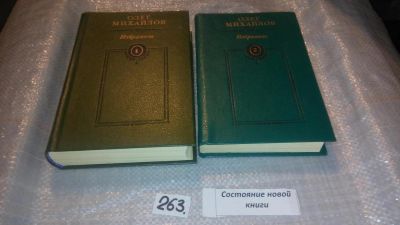 ОЛЕГ
МИХАЙЛОВ
Избранное
1
ОЛЕГ
МИХАЙЛОВ
Избранное
2
263.
Состояние новой
книги